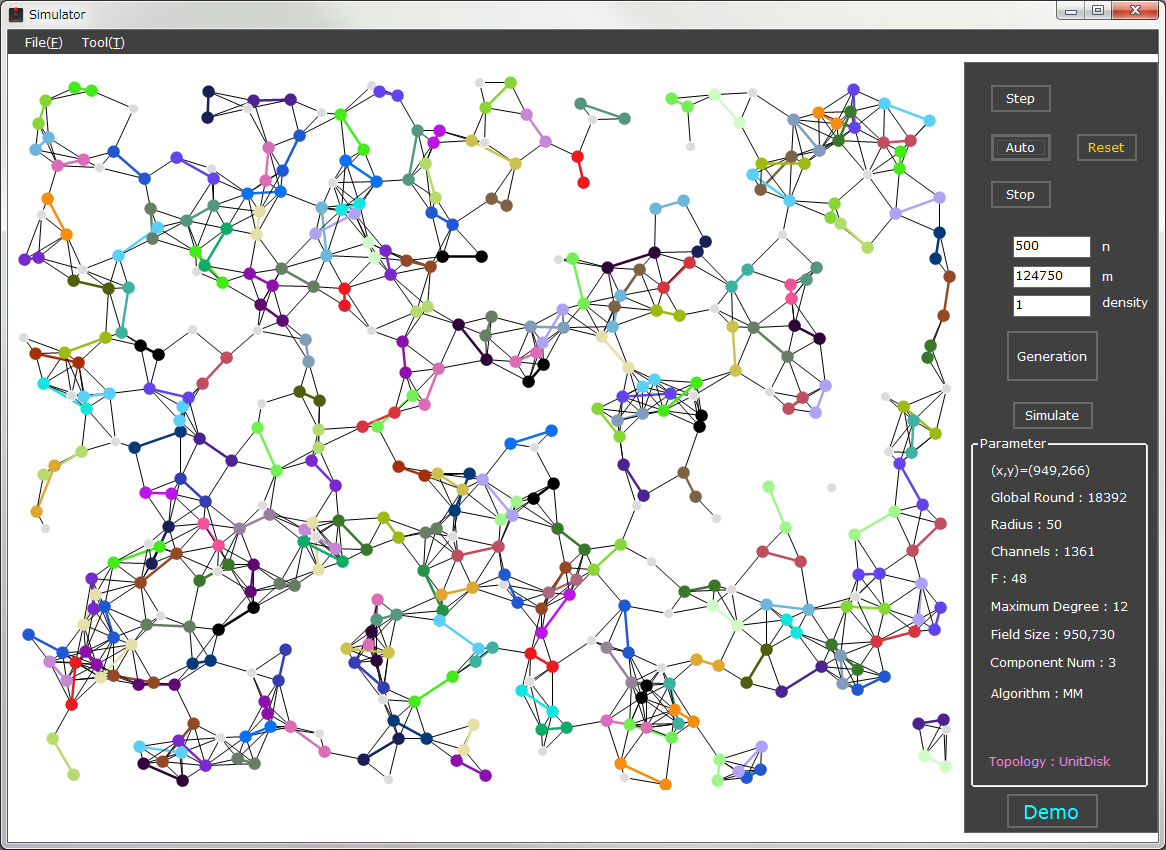 Simulator
File(F) Tool(T)
Step
Auto Reset
Stop
500 n
124750 m
1 density
Generation
Simulate
Parameter
(x,y)=(949,266)
Global Round : 18392
Radius : 50
Channels : 1361
F : 48
Maximum Degree : 12
Field Size : 950,730
Component Num : 3
Algorithm : MM
Topology : UnitDisk
Demo